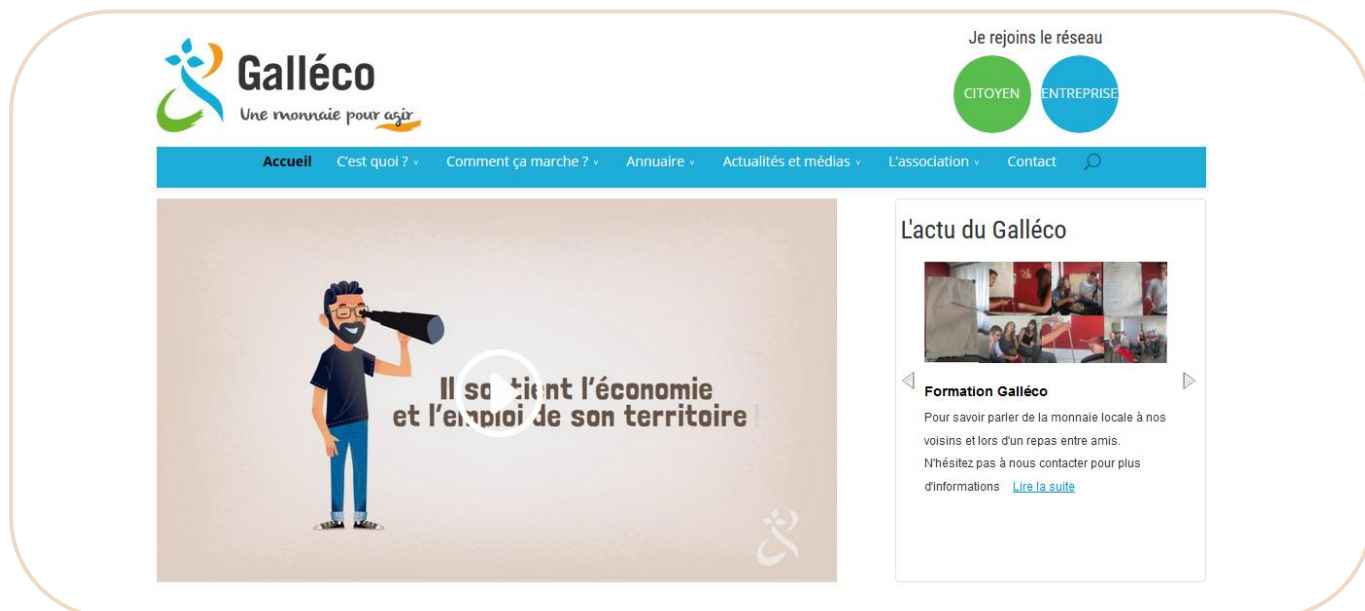 Galléco
Une monnaie pour agir
Je rejoins le réseau
CITOYEN
ENTREPRISE
Accueil C'est quoi ? Comment ça marche ? Annuaire Actualités et médias L'association Contact
Il soutient l'économie
et l'emploi de son territoire !
L'actu du Galléco
Formation Galléco
Pour savoir parler de la monnaie locale à nos
voisins et lors d'un repas entre amis.
N'hésitez pas à nous contacter pour plus
d'informations Lire la suite